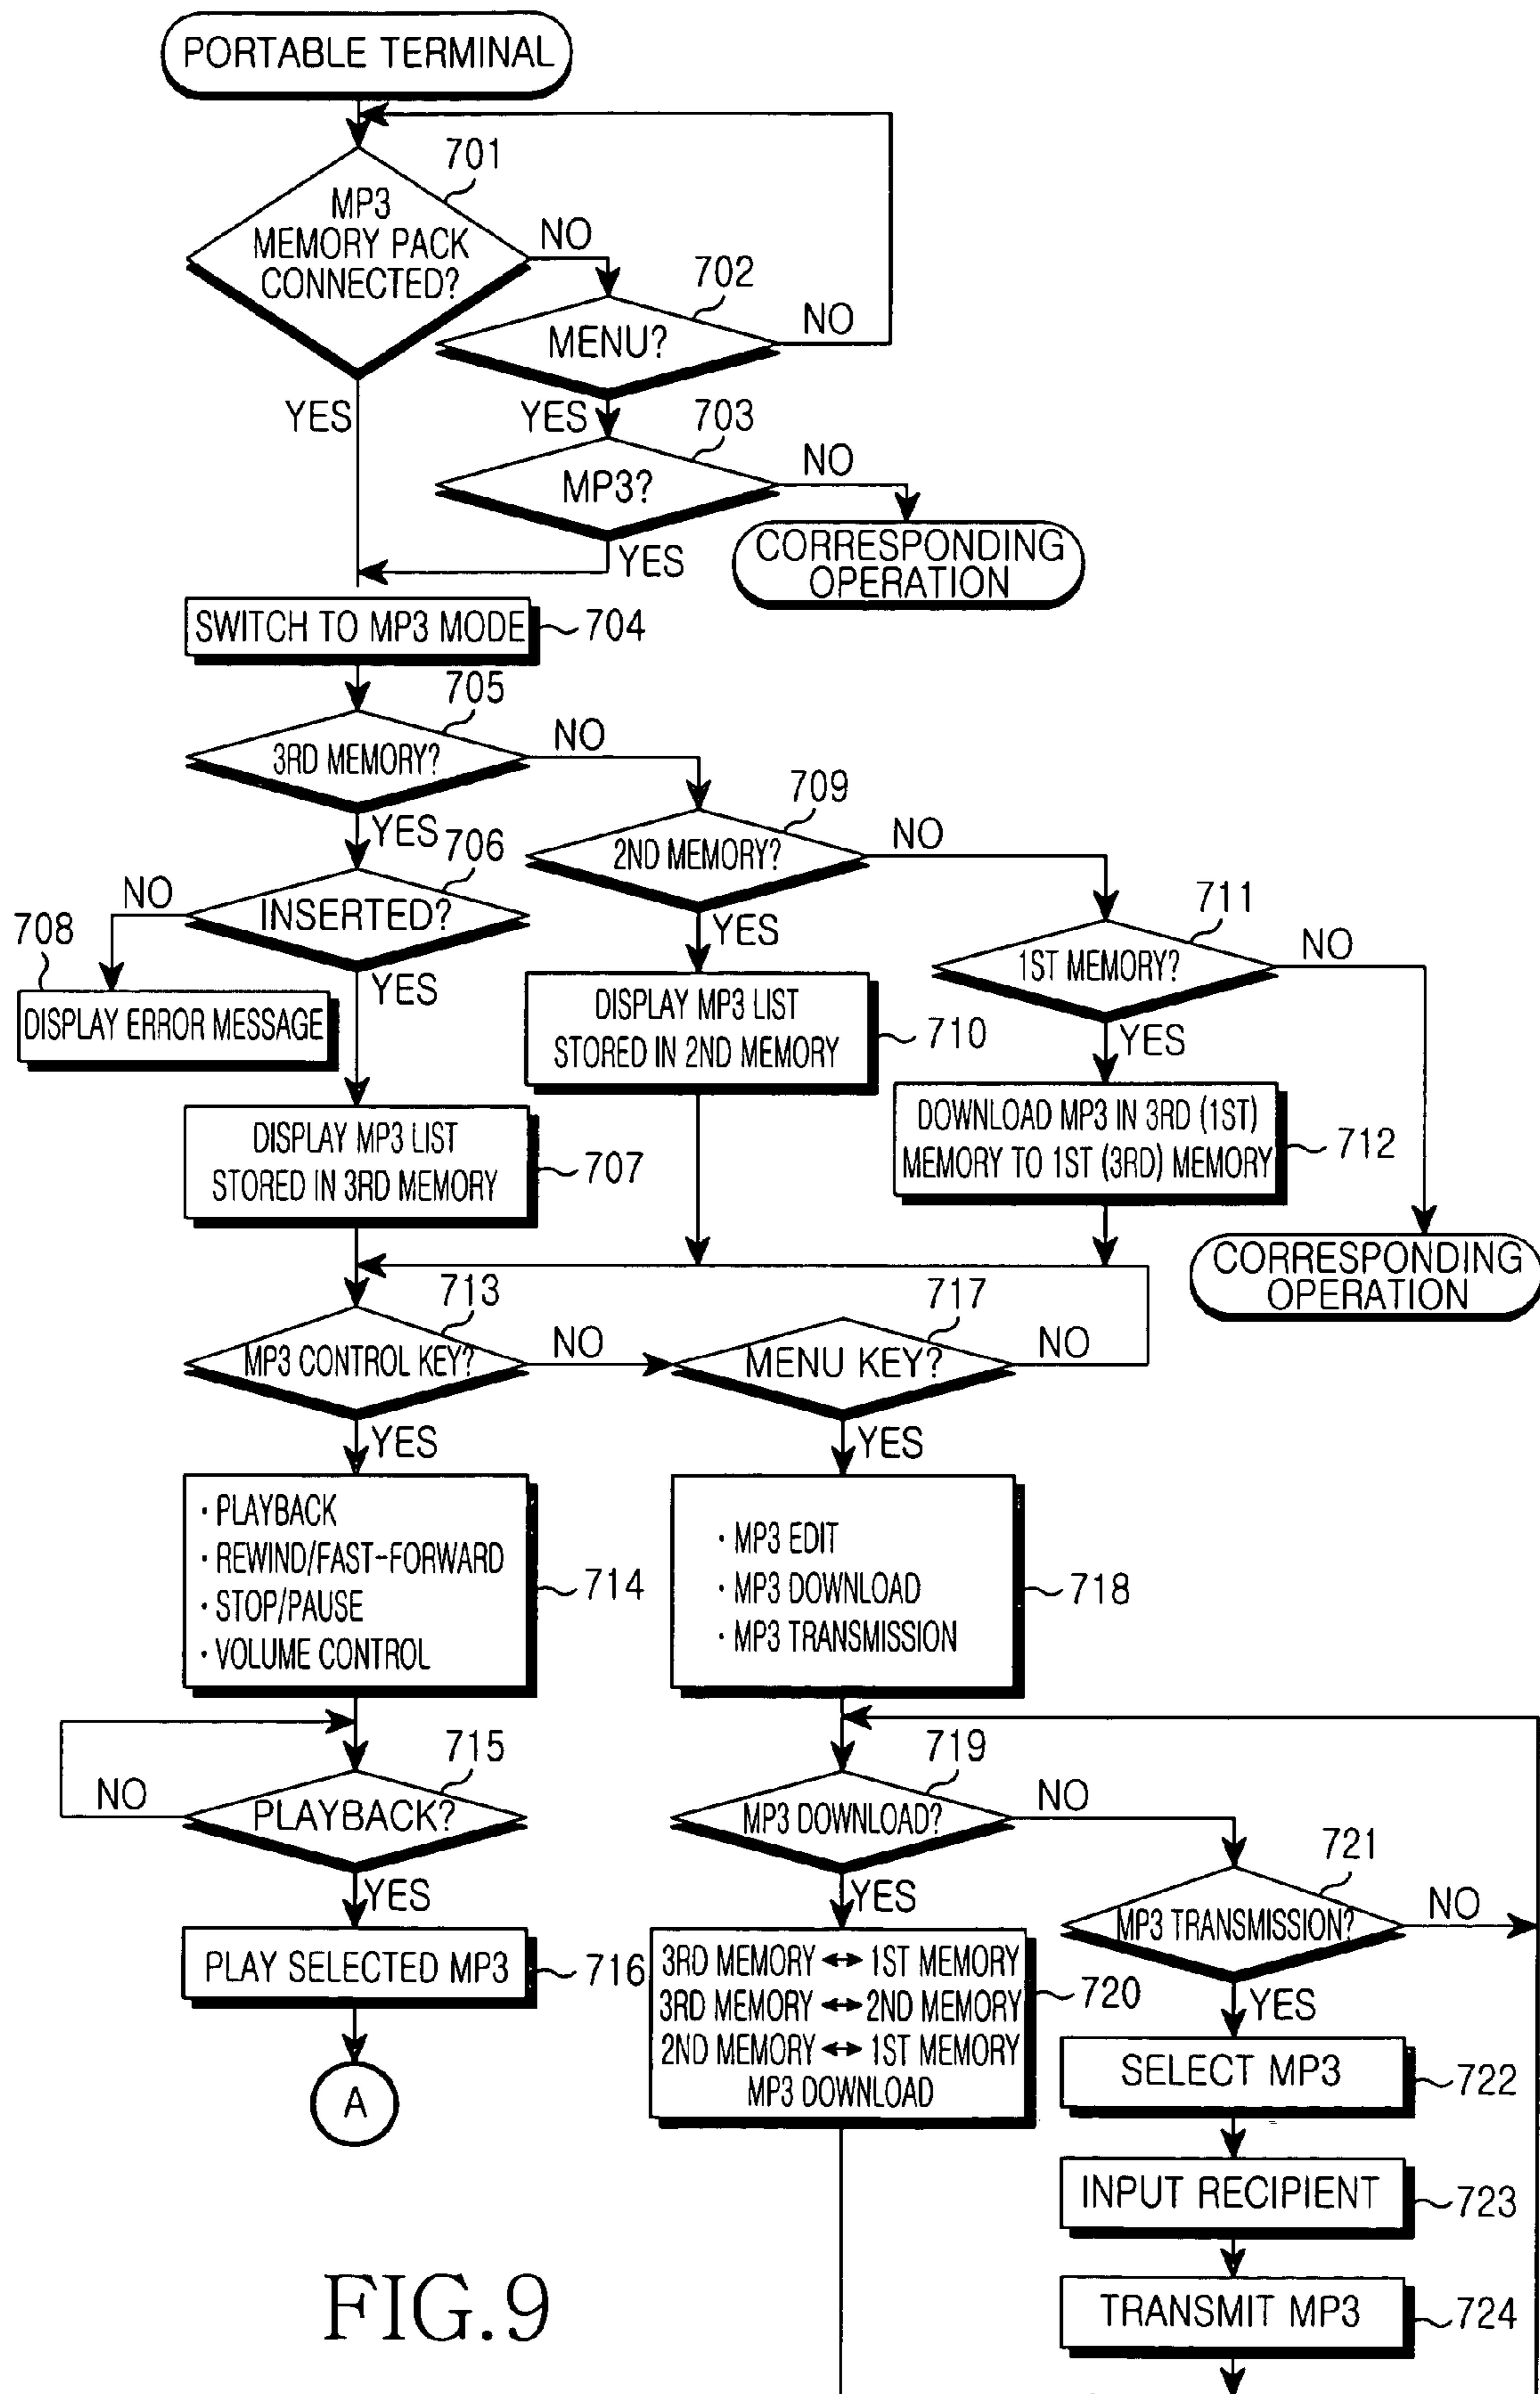 PORTABLE TERMINAL
701
MP3
MEMORY PACK
CONNECTED?
NO
702
MENU?
NO
YES
YES
703
MP3?
NO
YES
CORRESPONDING
OPERATION
SWITCH TO MP3 MODE
704
705
3RD MEMORY?
NO
709
2ND MEMORY?
NO
YES
706
INSERTED?
NO
708
YES
YES
711
1ST MEMORY?
NO
DISPLAY ERROR MESSAGE
DISPLAY MP3 LIST
STORED IN 2ND MEMORY
710
YES
DOWNLOAD MP3 IN 3RD (1ST)
MEMORY TO 1ST (3RD) MEMORY
712
DISPLAY MP3 LIST
STORED IN 3RD MEMORY
707
CORRESPONDING
OPERATION
713
MP3 CONTROL KEY?
NO
717
MENU KEY?
NO
YES
YES
· PLAYBACK
· REWIND/FAST-FORWARD
· STOP/PAUSE
· VOLUME CONTROL
714
· MP3 EDIT
· MP3 DOWNLOAD
· MP3 TRANSMISSION
718
715
NO
PLAYBACK?
719
MP3 DOWNLOAD?
NO
721
MP3 TRANSMISSION?
NO
YES
YES
PLAY SELECTED MP3
716
3RD MEMORY ↔ 1ST MEMORY
3RD MEMORY ↔ 2ND MEMORY
2ND MEMORY ↔ 1ST MEMORY
MP3 DOWNLOAD
720
YES
A
SELECT MP3
722
INPUT RECIPIENT
723
TRANSMIT MP3
724
FIG.9